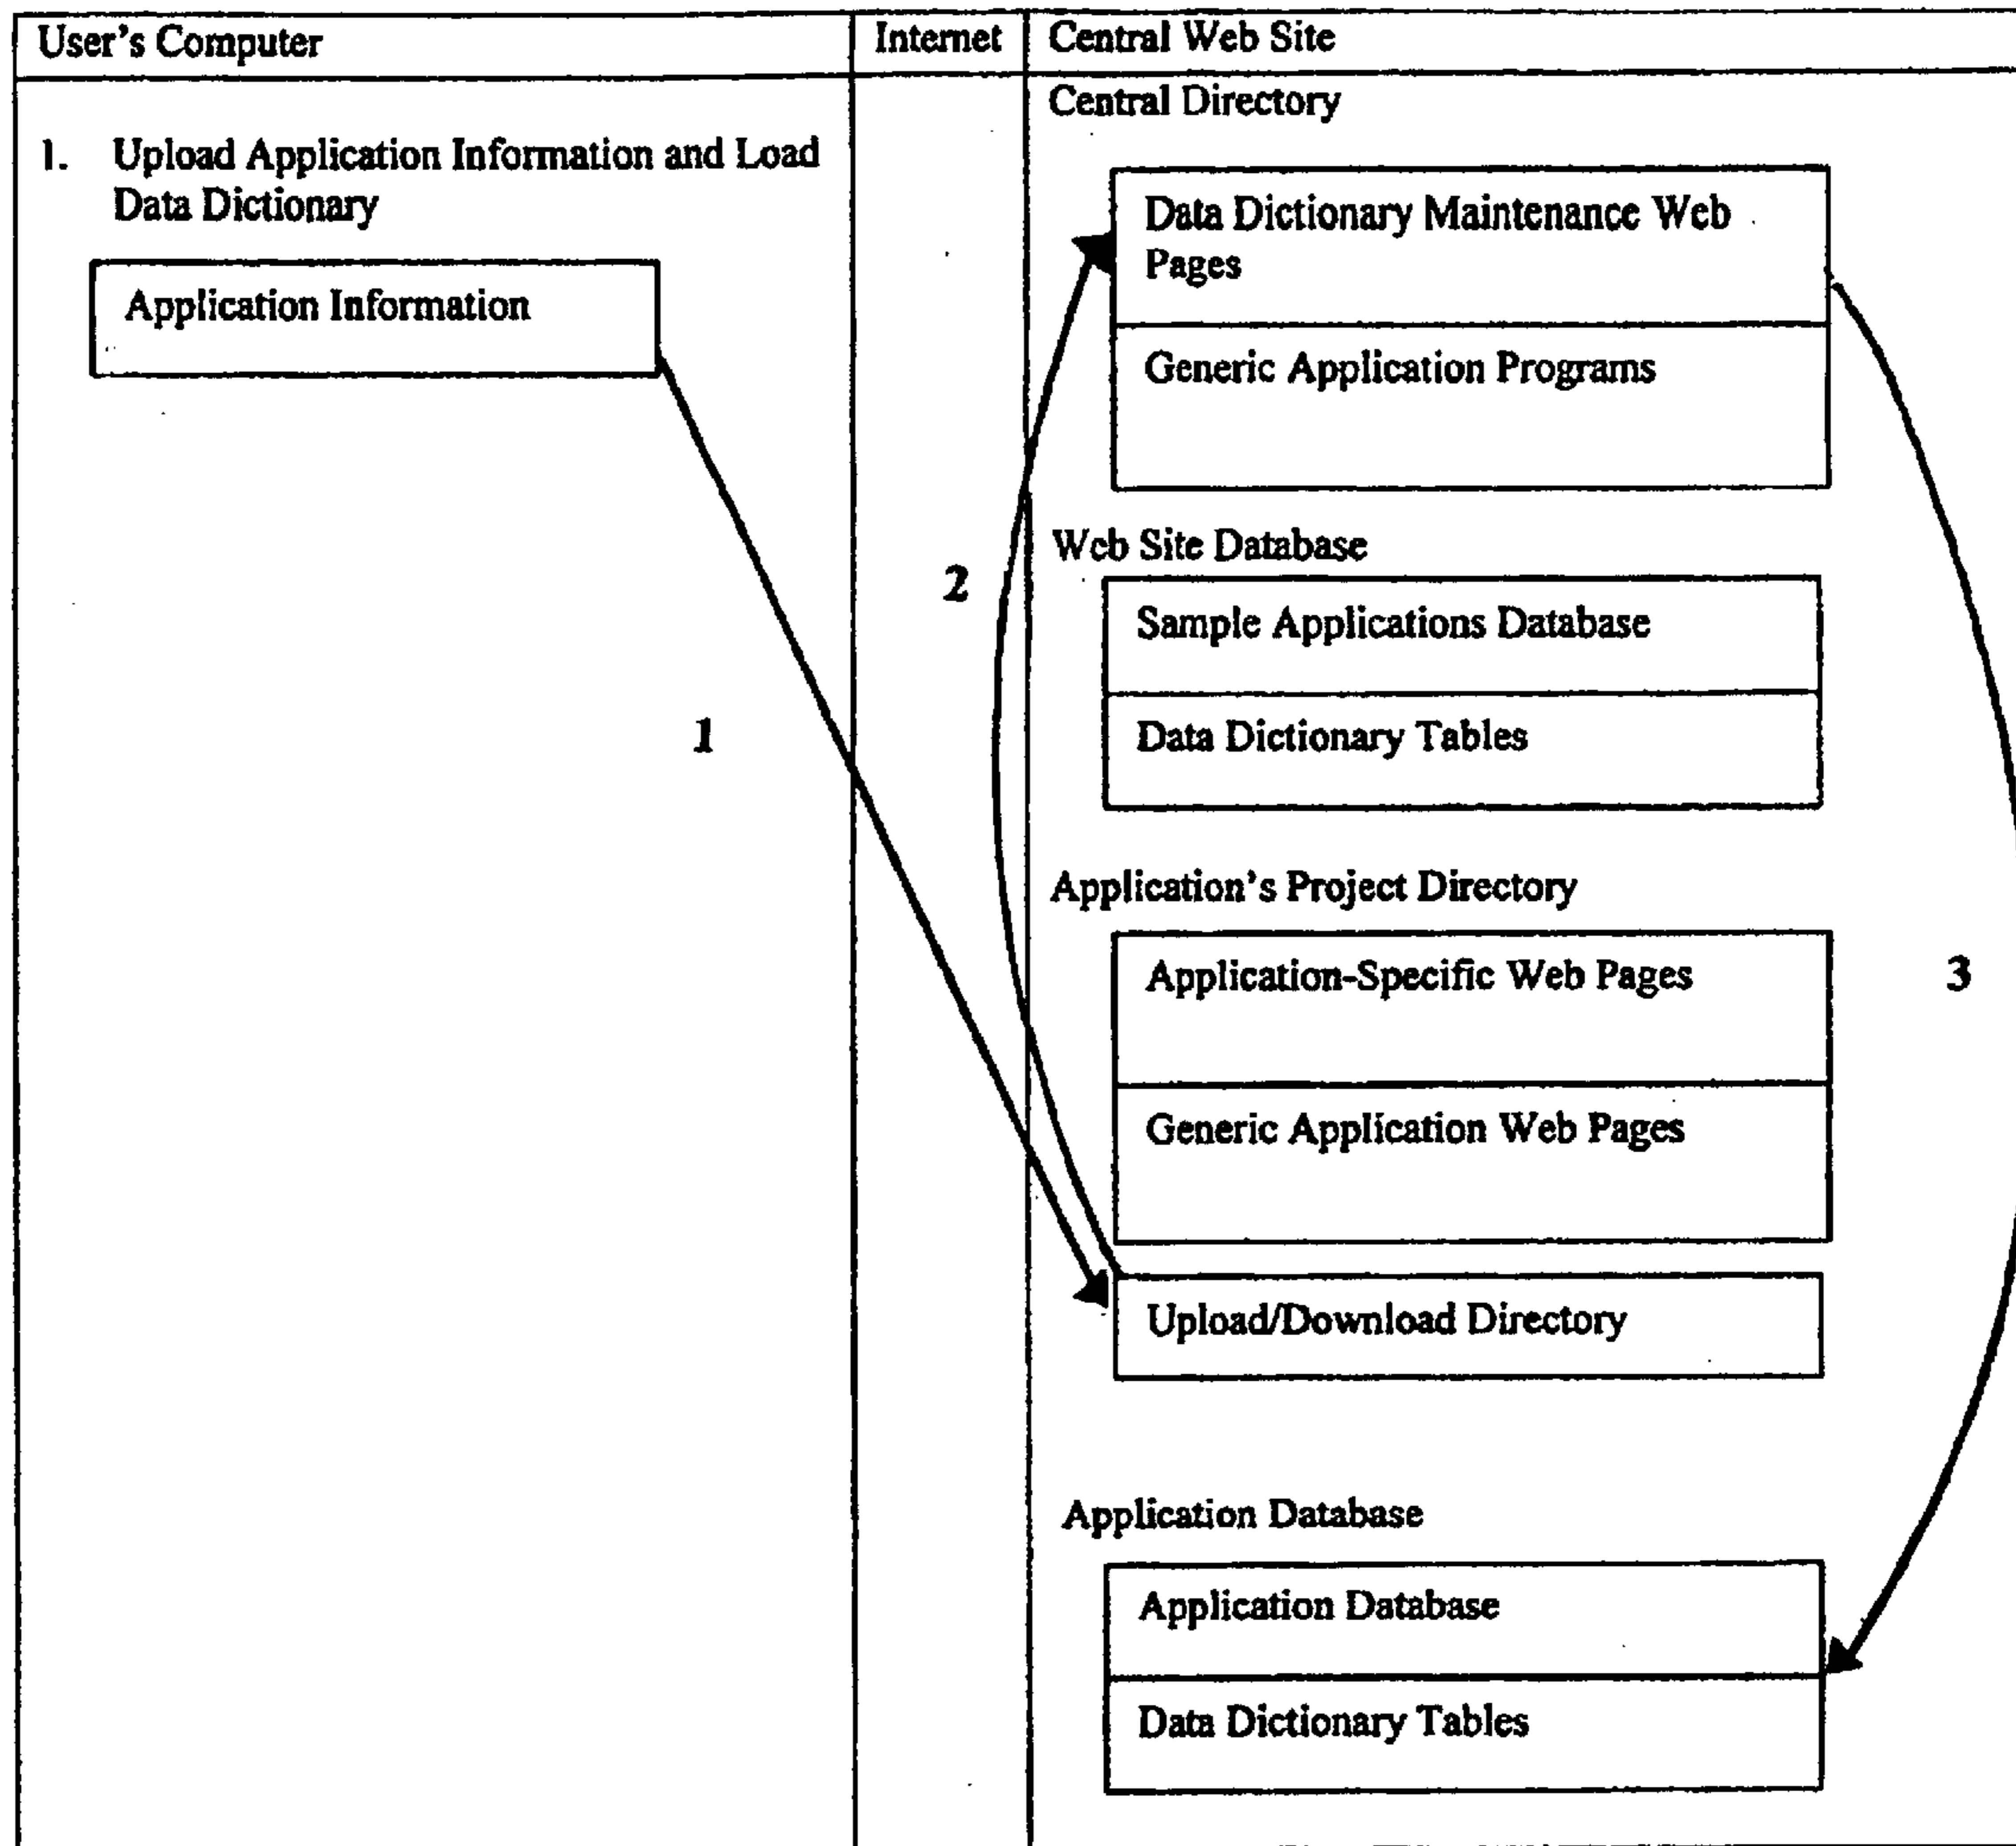 User's Computer
Internet
Central Web Site
1. Upload Application Information and Load
Data Dictionary
Application Information
Central Directory
Data Dictionary Maintenance Web
Pages
Generic Application Programs
Web Site Database
Sample Applications Database
Data Dictionary Tables
Application's Project Directory
Application-Specific Web Pages
Generic Application Web Pages
Upload/Download Directory
Application Database
Application Database
Data Dictionary Tables
1
2
3